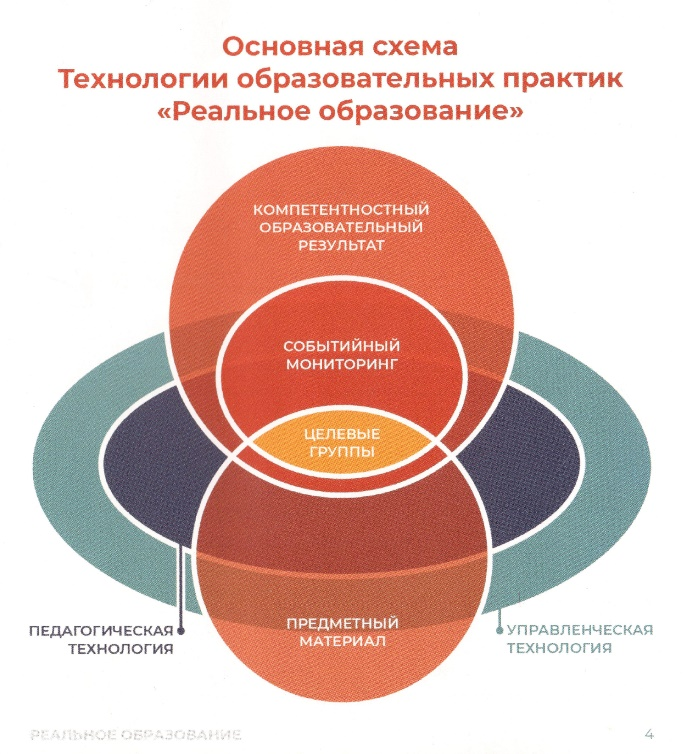 Основная схема
Технологии образовательных практик
«Реальное образование»
КОМПЕТЕНТНОСТНЫЙ
ОБРАЗОВАТЕЛЬНЫЙ
РЕЗУЛЬТАТ
СОБЫТИЙНЫЙ
МОНИТОРИНГ
ЦЕЛЕВЫЕ
ГРУППЫ
ПРЕДМЕТНЫЙ
МАТЕРИАЛ
ПЕДАГОГИЧЕСКАЯ
ТЕХНОЛОГИЯ
УПРАВЛЕНЧЕСКАЯ
ТЕХНОЛОГИЯ
РЕАЛЬНОЕ ОБРАЗОВАНИЕ
4